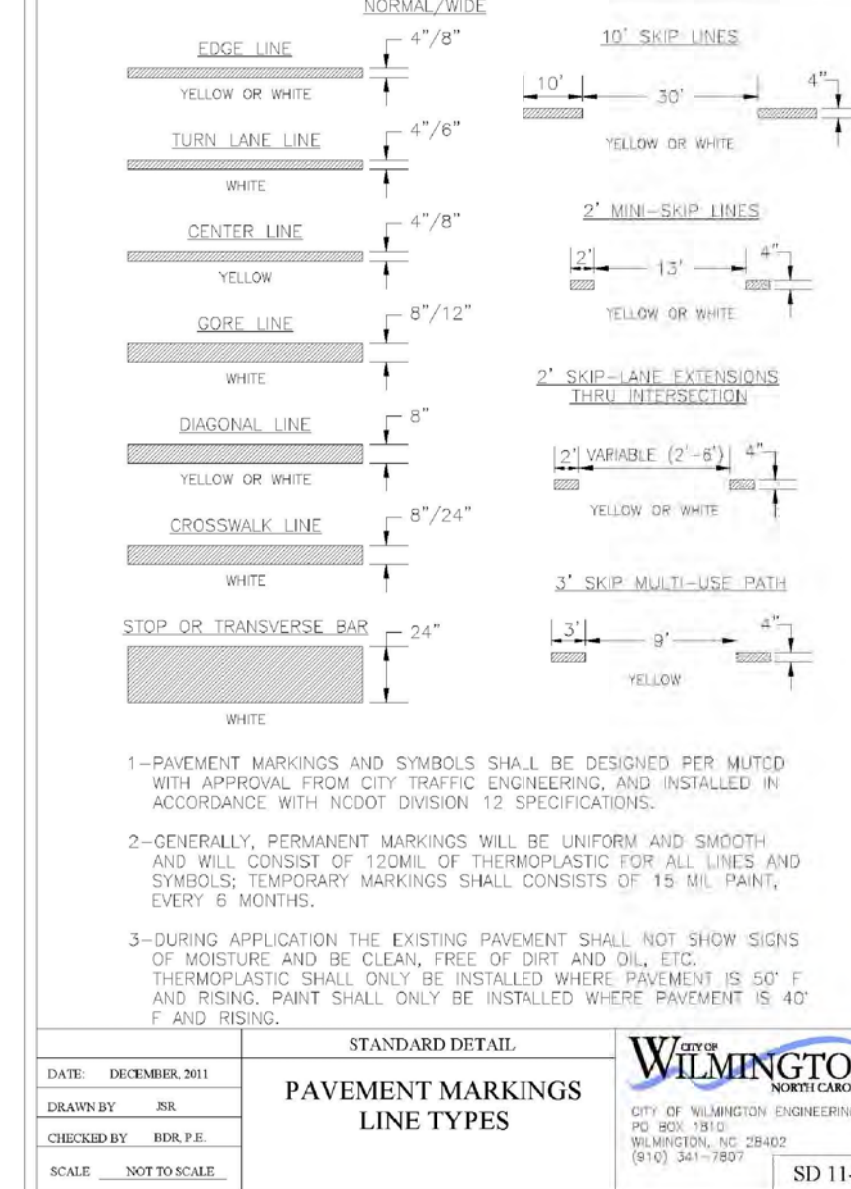 NORMAL/WIDE
EDGE LINE
4"/8"
YELLOW OR WHITE
TURN LANE LINE
4"/6"
WHITE
CENTER LINE
4"/8"
YELLOW
GORE LINE
8"/12"
WHITE
DIAGONAL LINE
8"
YELLOW OR WHITE
CROSSWALK LINE
8"/24"
WHITE
STOP OR TRANSVERSE BAR
24"
WHITE
10' SKIP LINES
10'
30'
4"
YELLOW OR WHITE
2' MINI-SKIP LINES
2'
13'
4"
YELLOW OR WHITE
2' SKIP-LANE EXTENSIONS
THRU INTERSECTION
2'
VARIABLE (2'-6')
4"
YELLOW OR WHITE
3' SKIP MULTI-USE PATH
3'
9'
4"
YELLOW
1-PAVEMENT MARKINGS AND SYMBOLS SHALL BE DESIGNED PER MUTCD
WITH APPROVAL FROM CITY TRAFFIC ENGINEERING, AND INSTALLED IN
ACCORDANCE WITH NCDOT DIVISION 12 SPECIFICATIONS.
2-GENERALLY, PERMANENT MARKINGS WILL BE UNIFORM AND SMOOTH
AND WILL CONSIST OF 120MIL OF THERMOPLASTIC FOR ALL LINES AND
SYMBOLS; TEMPORARY MARKINGS SHALL CONSISTS OF 15 MIL PAINT,
EVERY 6 MONTHS.
3-DURING APPLICATION THE EXISTING PAVEMENT SHALL NOT SHOW SIGNS
OF MOISTURE AND BE CLEAN, FREE OF DIRT AND OIL, ETC.
THERMOPLASTIC SHALL ONLY BE INSTALLED WHERE PAVEMENT IS 50° F
AND RISING. PAINT SHALL ONLY BE INSTALLED WHERE PAVEMENT IS 40°
F AND RISING.
DATE: DECEMBER, 2011
DRAWN BY JSR
CHECKED BY BDR, P.E.
SCALE NOT TO SCALE
STANDARD DETAIL
PAVEMENT MARKINGS
LINE TYPES
CITY OF
WILMINGTO
NORTH CARO
CITY OF WILMINGTON ENGINEERIN
PO BOX 1810
WILMINGTON, NC 28402
(910) 341-7807
SD 11-